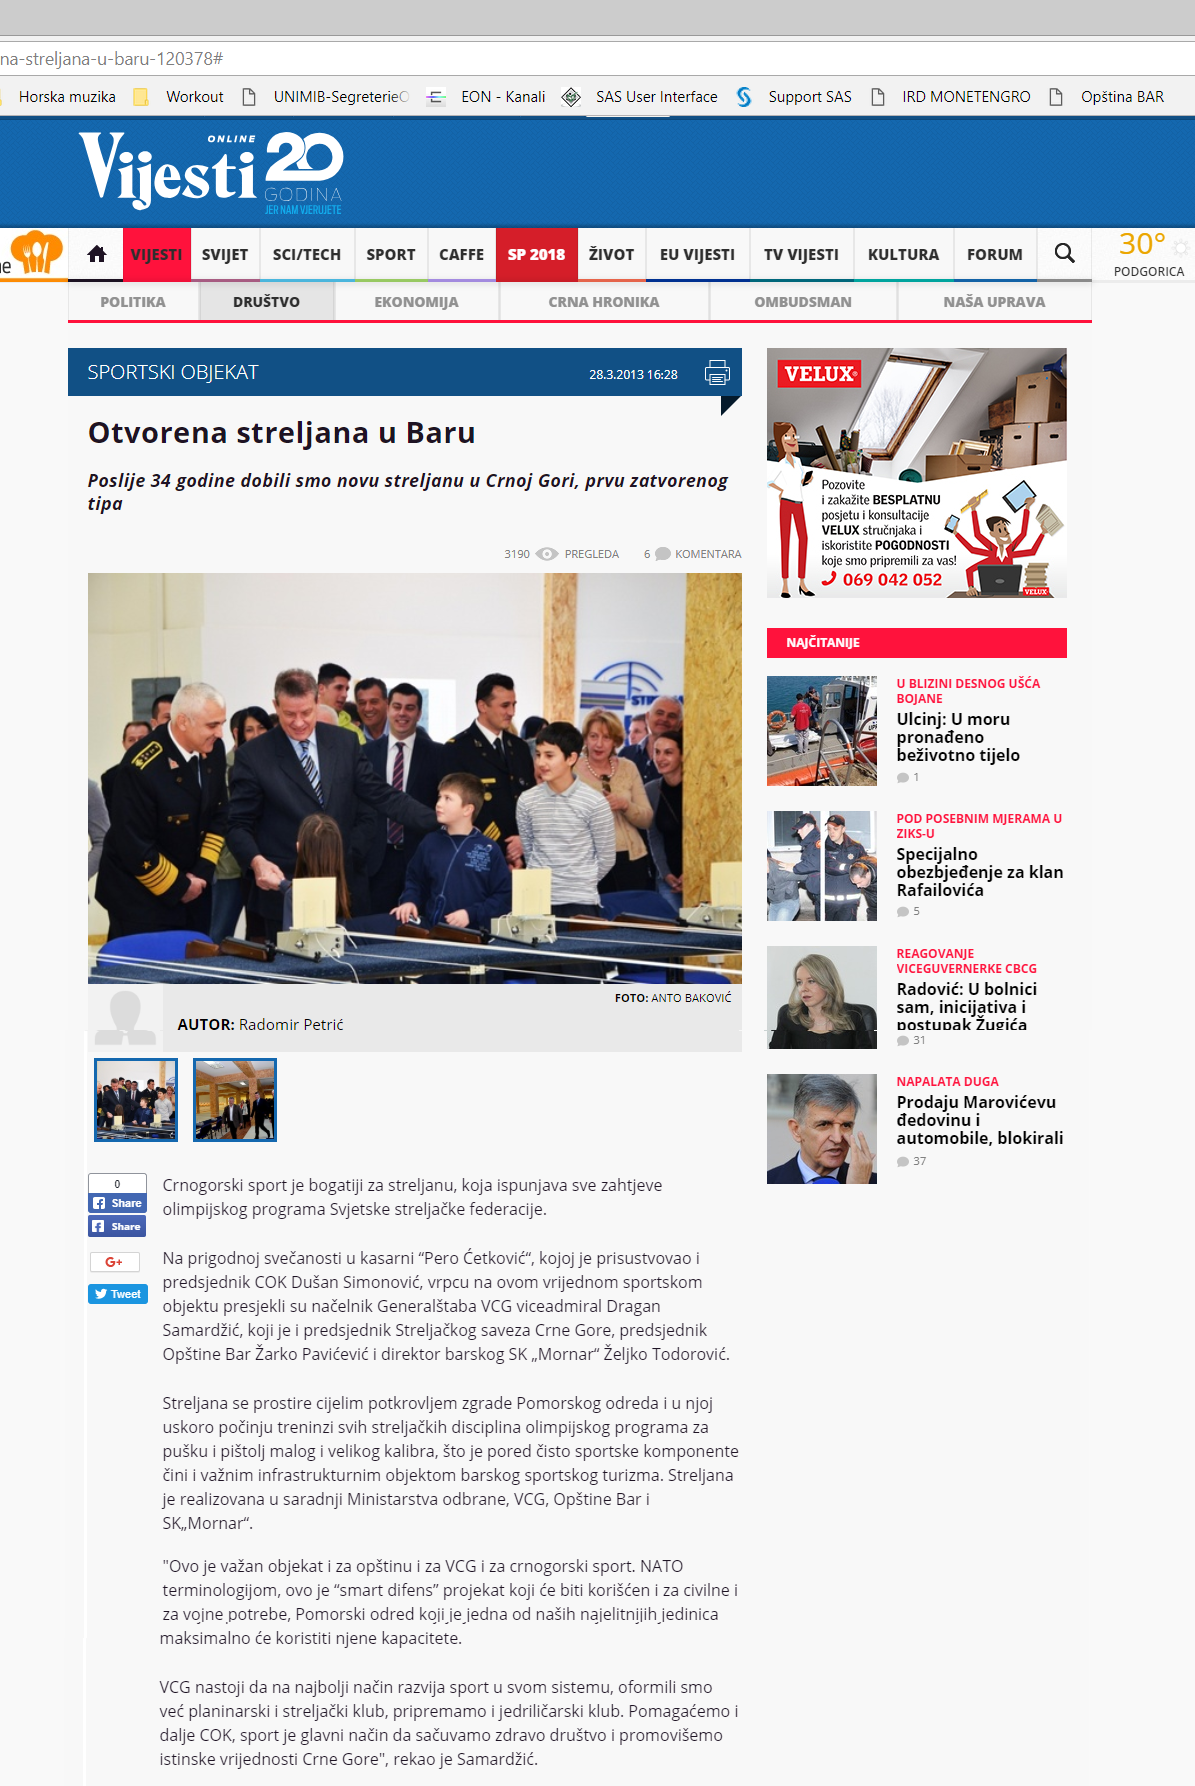 na-streljana-u-baru-120378#
Horska muzika Workout UNIMIB-Segreterie EON - Kanali SAS User Interface Support SAS IRD MONETENGRO Opština BAR
ONLINE
Vijesti 20
GODINA
JER NAM VJERUJETE
VIJESTI SVIJET SCI/TECH SPORT CAFFE SP 2018 ŽIVOT EU VIJESTI TV VIJESTI KULTURA FORUM
30°
PODGORICA
POLITIKA DRUŠTVO EKONOMIJA CRNA HRONIKA OMBUDSMAN NAŠA UPRAVA
SPORTSKI OBJEKAT 28.3.2013 16:28
Otvorena streljana u Baru
Poslije 34 godine dobili smo novu streljanu u Crnoj Gori, prvu zatvorenog
tipa
3190 PREGLEDA 6 KOMENTARA
FOTO: ANTO BAKOVIĆ
AUTOR: Radomir Petrić
0
Share
Share
G+
Tweet
Crnogorski sport je bogatiji za streljanu, koja ispunjava sve zahtjeve
olimpijskog programa Svjetske streljačke federacije.
Na prigodnoj svečanosti u kasarni “Pero Ćetković“, kojoj je prisustvovao i
predsjednik COK Dušan Simonović, vrpcu na ovom vrijednom sportskom
objektu presjekli su načelnik Generalštaba VCG viceadmiral Dragan
Samardžić, koji je i predsjednik Streljačkog saveza Crne Gore, predsjednik
Opštine Bar Žarko Pavićević i direktor barskog SK „Mornar“ Željko Todorović.
Streljana se prostire cijelim potkrovljem zgrade Pomorskog odreda i u njoj
uskoro počinju treninzi svih streljačkih disciplina olimpijskog programa za
pušku i pištolj malog i velikog kalibra, što je pored čisto sportske komponente
čini i važnim infrastrukturnim objektom barskog sportskog turizma. Streljana
je realizovana u saradnji Ministarstva odbrane, VCG, Opštine Bar i
SK„Mornar“.
"Ovo je važan objekat i za opštinu i za VCG i za crnogorski sport. NATO
terminologijom, ovo je “smart difens” projekat koji će biti korišćen i za civilne i
za vojne potrebe, Pomorski odred koji je jedna od naših najelitnijih jedinica
maksimalno će koristiti njene kapacitete.
VCG nastoji da na najbolji način razvija sport u svom sistemu, oformili smo
već planinarski i streljački klub, pripremamo i jedriličarski klub. Pomagaćemo i
dalje COK, sport je glavni način da sačuvamo zdravo društvo i promovišemo
istinske vrijednosti Crne Gore", rekao je Samardžić.
VELUX
Pozovite
i zakažite BESPLATNU
posjetu i konsultacije
VELUX stručnjaka i
iskoristite POGODNOSTI
koje smo pripremili za vas!
069 042 052
VELUX
NAJČITANIJE
U BLIZINI DESNOG UŠĆA
BOJANE
Ulcinj: U moru
pronađeno
beživotno tijelo
1
POD POSEBNIM MJERAMA U
ZIKS-U
Specijalno
obezbjeđenje za klan
Rafailovića
5
REAGOVANJE
VICEGUVERNERKE CBCG
Radović: U bolnici
sam, inicijativa i
postupak Žugića
31
NAPALATA DUGA
Prodaju Marovićevu
đedovinu i
automobile, blokirali
37